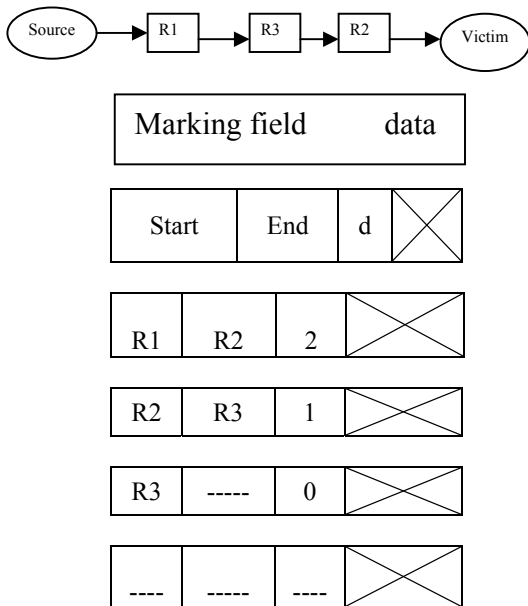 Source R1 R3 R2 Victim
Marking field data
Start End d
R1 R2 2
R2 R3 1
R3 ----- 0
---- ----- ----